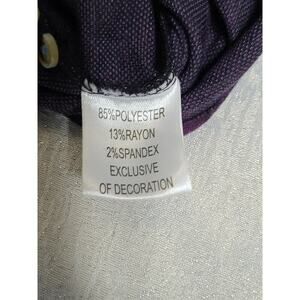 85%POLYESTER
13%RAYON
2%SPANDEX
EXCLUSIVE
OF DECORATION